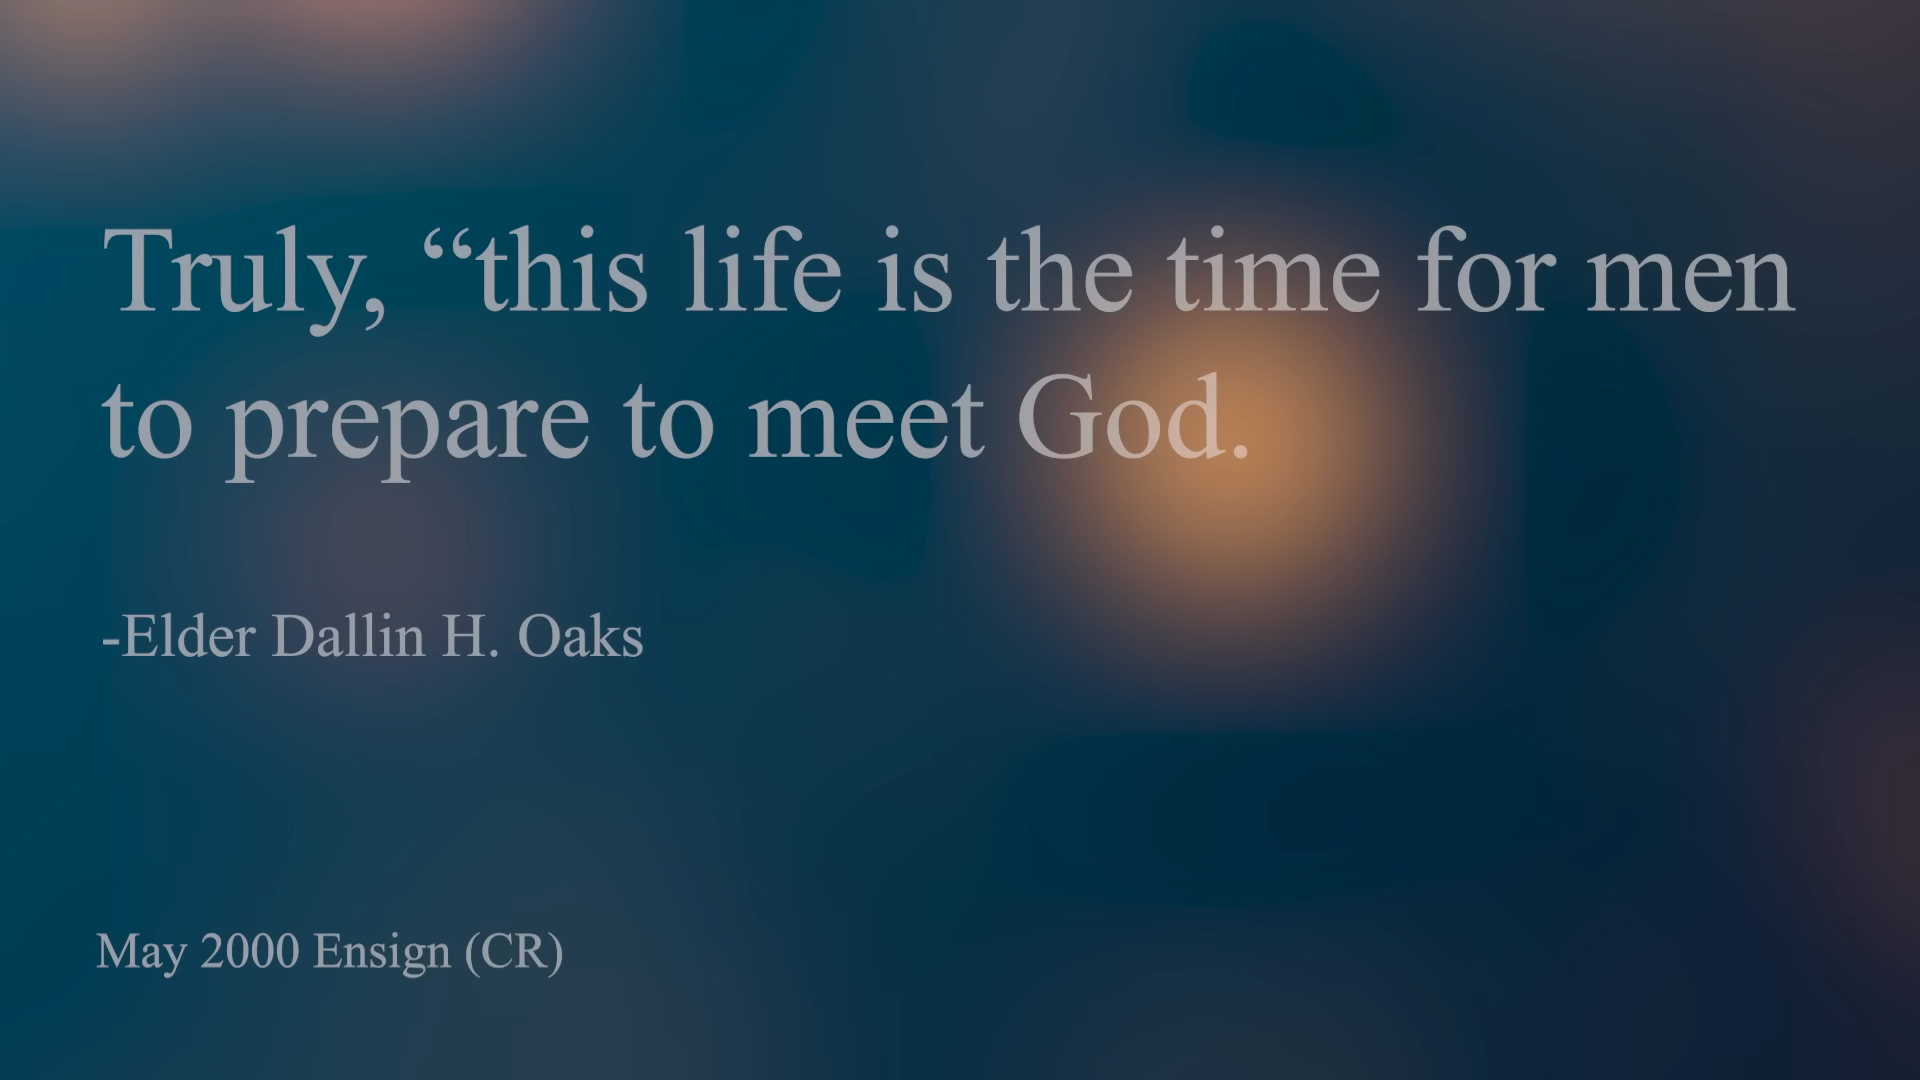 Truly, “this life is the time for men
to prepare to meet God.
-Elder Dallin H. Oaks
May 2000 Ensign (CR)